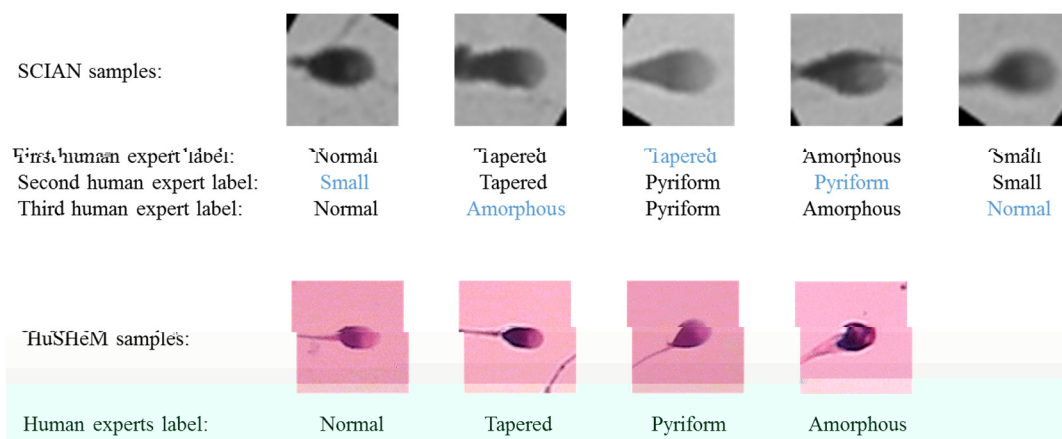 SCIAN samples:
First human expert label: Normal Tapered Tapered Amorphous Small
Second human expert label: Small Tapered Pyriform Pyriform Small
Third human expert label: Normal Amorphous Pyriform Amorphous Normal
HuSHeM samples:
Human experts label: Normal Tapered Pyriform Amorphous